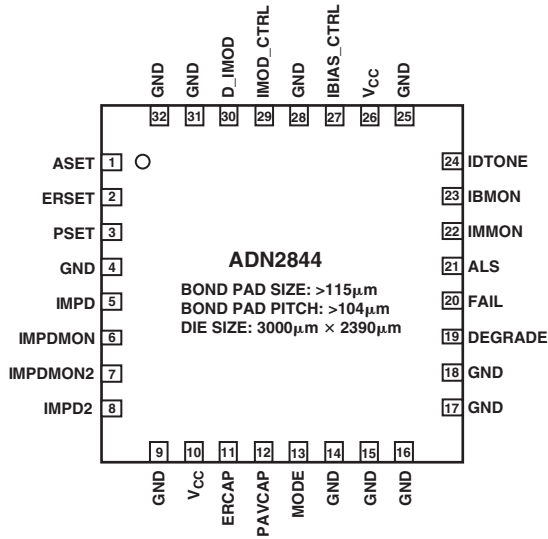 GND
GND
D_IMOD
IMOD_CTRL
GND
IBIAS_CTRL
VCC
GND
32 31 30 29 28 27 26 25
ASET 1
ERSET 2
PSET 3
GND 4
IMPD 5
IMPDMON 6
IMPDMON2 7
IMPD2 8
ADN2844
BOND PAD SIZE: >115μm
BOND PAD PITCH: >104μm
DIE SIZE: 3000μm × 2390μm
24 IDTONE
23 IBMON
22 IMMON
21 ALS
20 FAIL
19 DEGRADE
18 GND
17 GND
9 10 11 12 13 14 15 16
GND
VCC
ERCAP
PAVCAP
MODE
GND
GND
GND